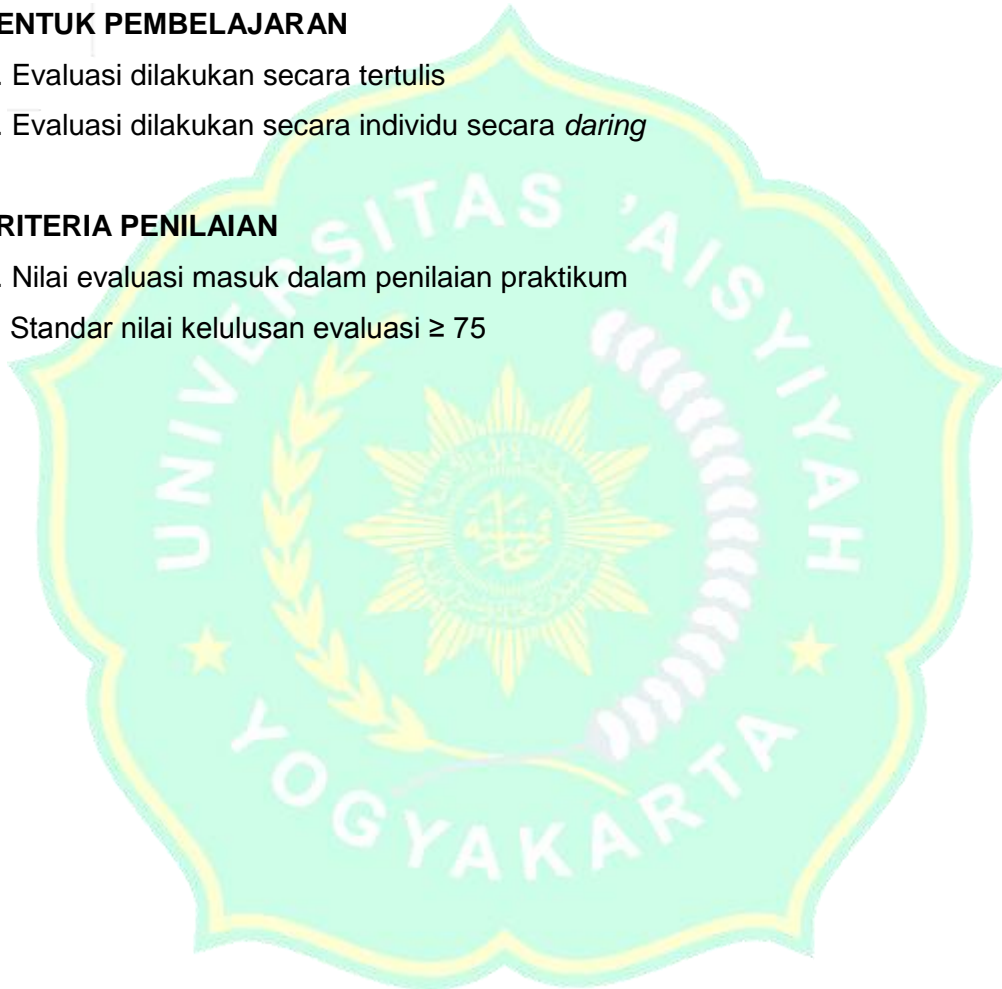 ENTUK PEMBELAJARAN
. Evaluasi dilakukan secara tertulis
. Evaluasi dilakukan secara individu secara daring
RITERIA PENILAIAN
. Nilai evaluasi masuk dalam penilaian praktikum
Standar nilai kelulusan evaluasi ≥ 75
UNIVERSITAS 'AISYIYAH
YOGYAKARTA